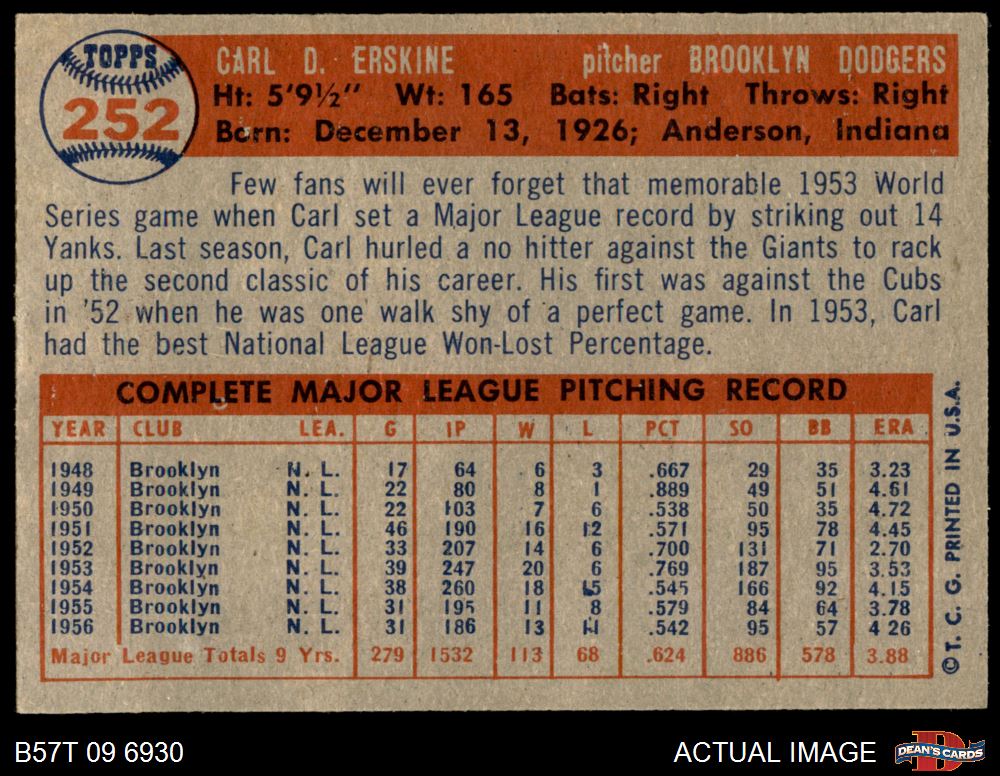 TOPPS
252
CARL D. ERSKINE pitcher BROOKLYN DODGERS
Ht: 5'9½" Wt: 165 Bats: Right Throws: Right
Born: December 13, 1926; Anderson, Indiana
Few fans will ever forget that memorable 1953 World
Series game when Carl set a Major League record by striking out 14
Yanks. Last season, Carl hurled a no hitter against the Giants to rack
up the second classic of his career. His first was against the Cubs
in '52 when he was one walk shy of a perfect game. In 1953, Carl
had the best National League Won-Lost Percentage.
COMPLETE MAJOR LEAGUE PITCHING RECORD
YEAR CLUB LEA. G IP W L PCT SO BB ERA
1948 Brooklyn N. L. 17 64 6 3 .667 29 35 3.23
1949 Brooklyn N. L. 22 80 8 1 .889 49 51 4.61
1950 Brooklyn N. L. 22 103 7 6 .538 50 35 4.72
1951 Brooklyn N. L. 46 190 16 12 .571 95 78 4.45
1952 Brooklyn N. L. 33 207 14 6 .700 131 71 2.70
1953 Brooklyn N. L. 39 247 20 6 .769 187 95 3.53
1954 Brooklyn N. L. 38 260 18 15 .545 166 92 4.15
1955 Brooklyn N. L. 31 195 11 8 .579 84 64 3.78
1956 Brooklyn N. L. 31 186 13 11 .542 95 57 4 26
Major League Totals 9 Yrs. 279 1532 113 68 .624 886 578 3.88
© T. C. G. PRINTED IN U.S.A.
B57T 09 6930 ACTUAL IMAGE DEAN'S CARDS